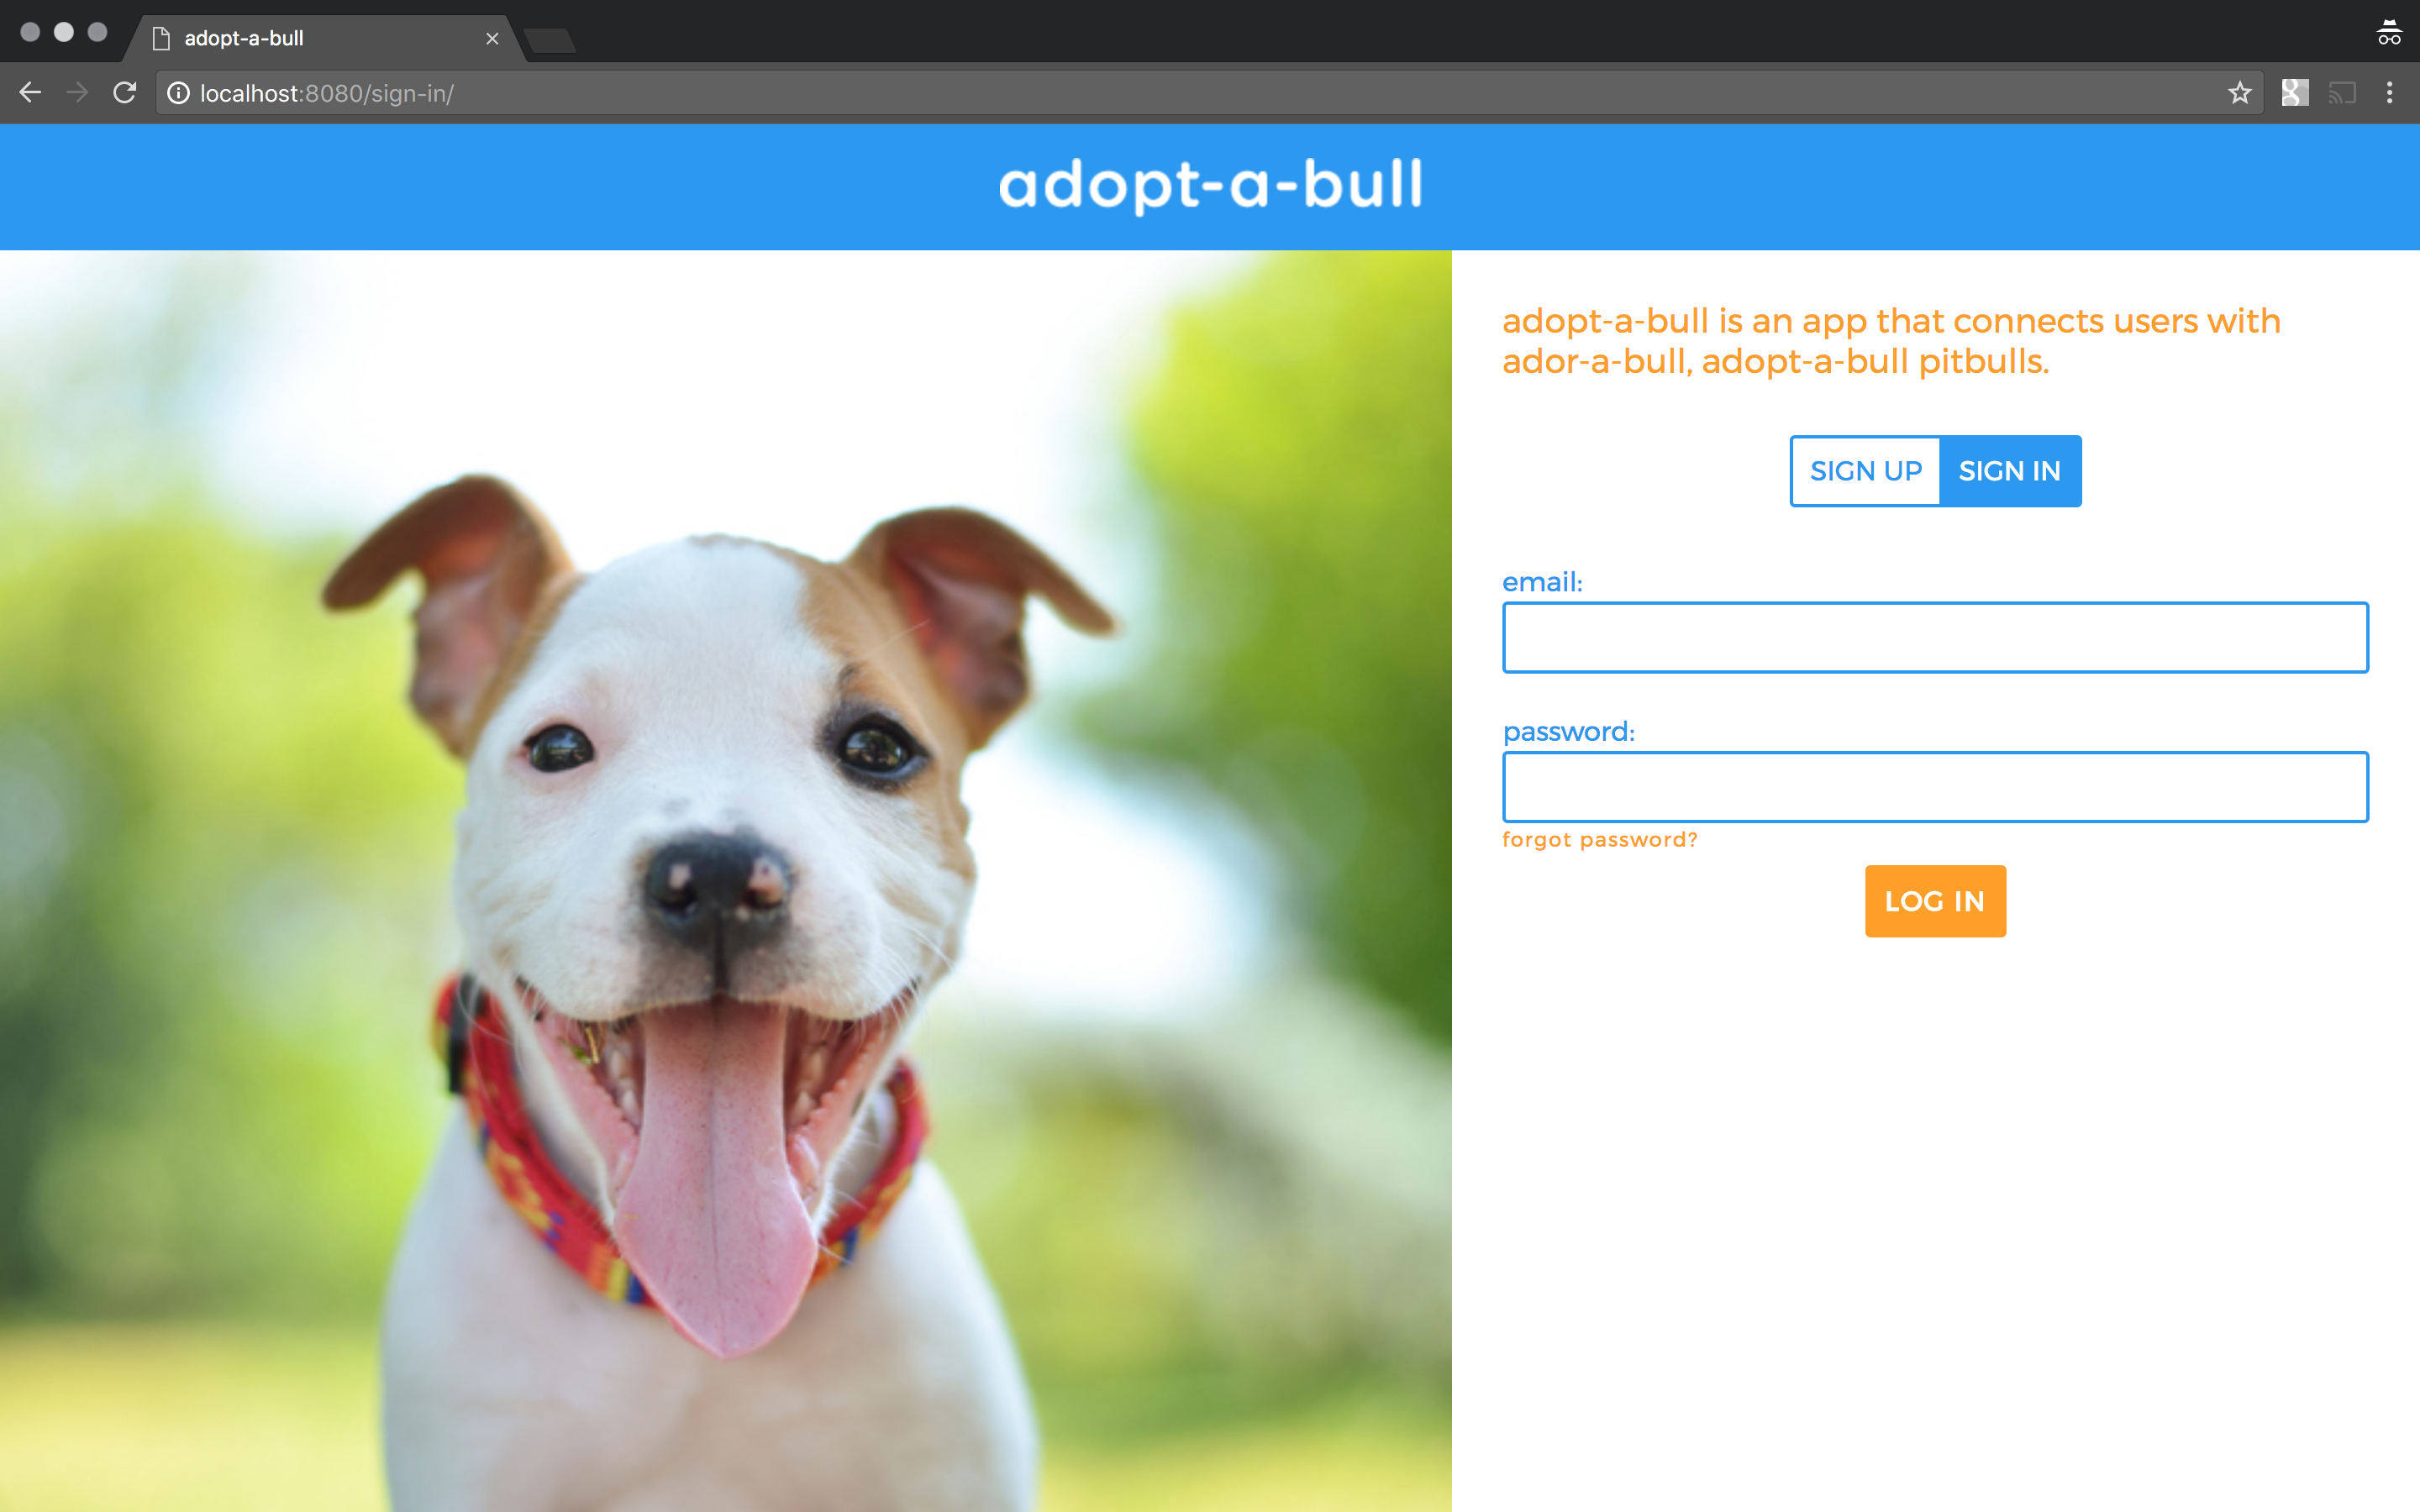 adopt-a-bull
localhost:8080/sign-in/
adopt-a-bull
adopt-a-bull is an app that connects users with
ador-a-bull, adopt-a-bull pitbulls.
SIGN UP SIGN IN
email:
password:
forgot password?
LOG IN